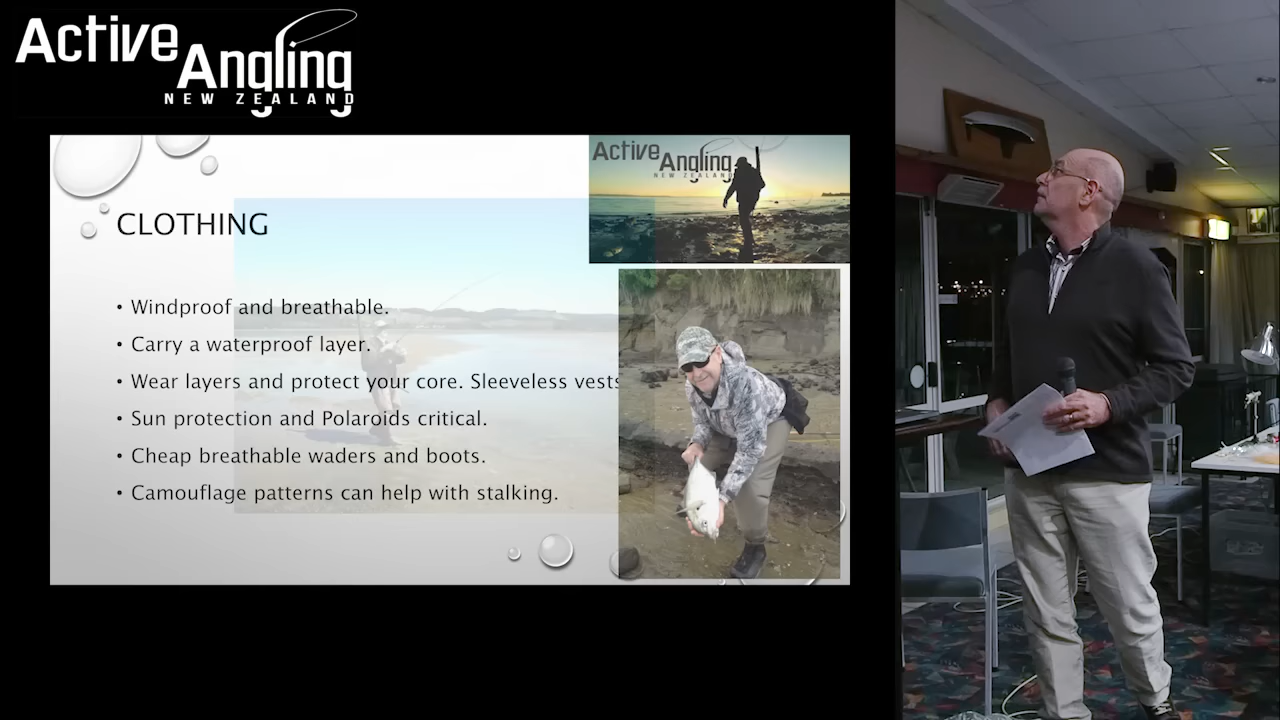 Active
Angling
NEW ZEALAND
Active Angling
NEW ZEALAND
CLOTHING
• Windproof and breathable.
• Carry a waterproof layer.
• Wear layers and protect your core. Sleeveless vests
• Sun protection and Polaroids critical.
• Cheap breathable waders and boots.
• Camouflage patterns can help with stalking.